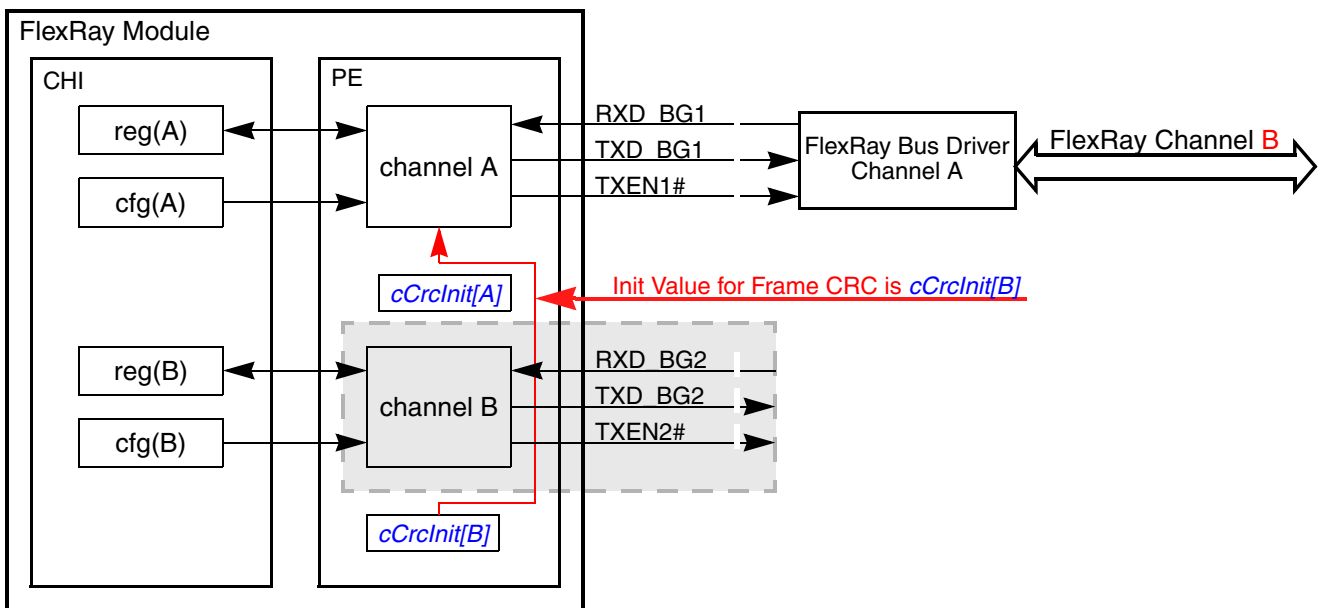 FlexRay Module
CHI
PE
reg(A)
cfg(A)
channel A
RXD_BG1
TXD_BG1
TXEN1#
FlexRay Bus Driver
Channel A
FlexRay Channel B
cCrcInit[A]
Init Value for Frame CRC is cCrcInit[B]
reg(B)
cfg(B)
channel B
RXD_BG2
TXD_BG2
TXEN2#
cCrcInit[B]